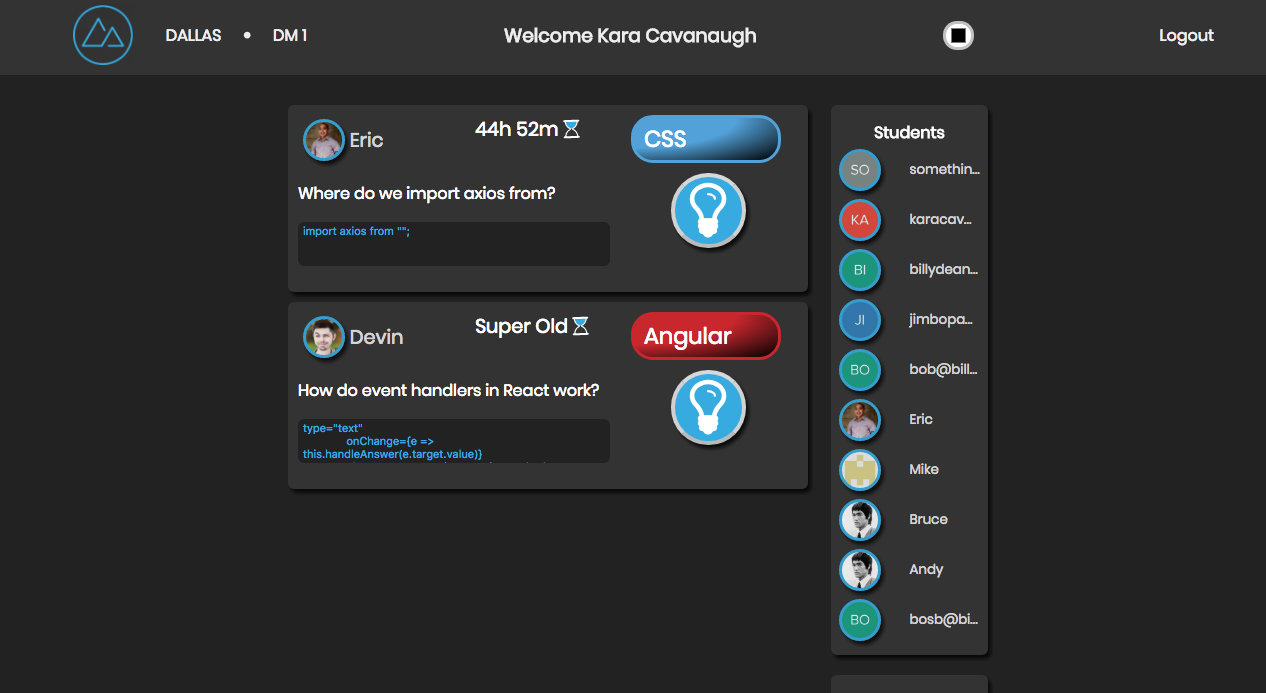 DALLAS • DM 1
Welcome Kara Cavanaugh
Logout
Eric
44h 52m
CSS
Where do we import axios from?
import axios from "";
Devin
Super Old
Angular
How do event handlers in React work?
type="text"
onChange={e =>
this.handleAnswer(e.target.value)}
Students
SO somethin...
KA karacav...
BI billydean...
JI jimbopa...
BO bob@bill...
Eric
Mike
Bruce
Andy
BO bosb@bi...